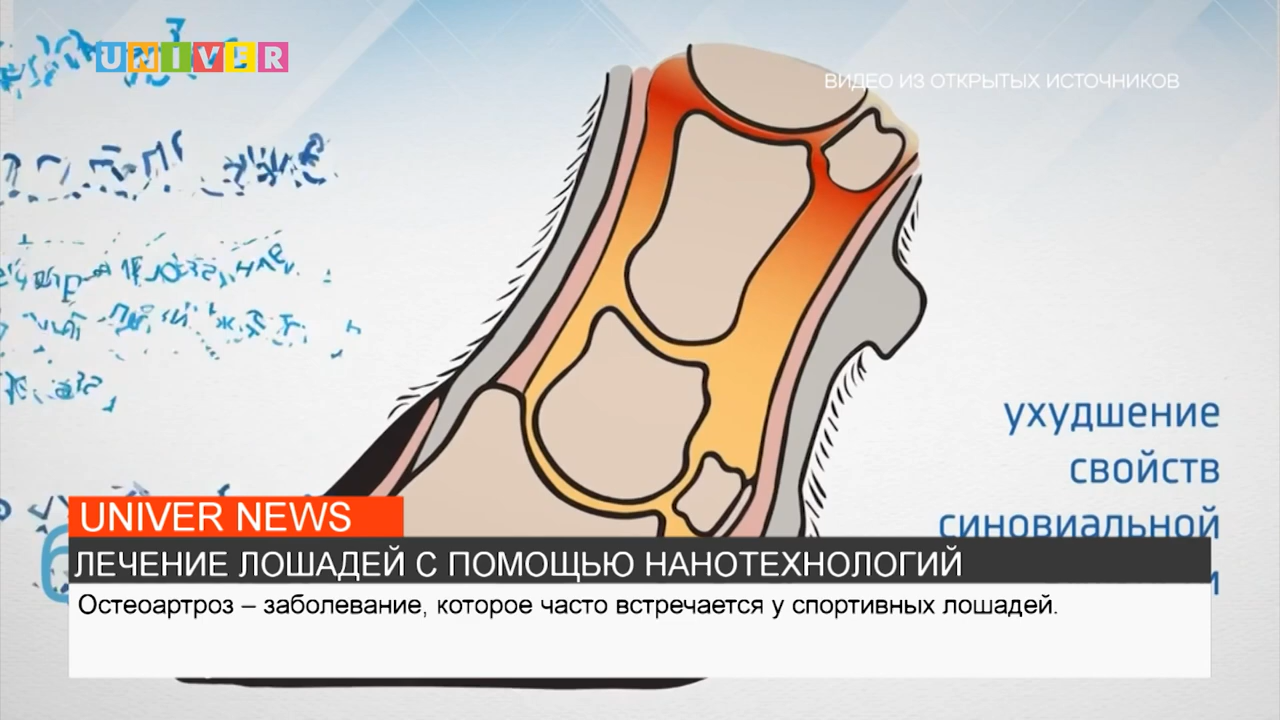 UNIVER
ВИДЕО ИЗ ОТКРЫТЫХ ИСТОЧНИКОВ
ухудшение
свойств
синовиальной
UNIVER NEWS
ЛЕЧЕНИЕ ЛОШАДЕЙ С ПОМОЩЬЮ НАНОТЕХНОЛОГИЙ
Остеоартроз – заболевание, которое часто встречается у спортивных лошадей.